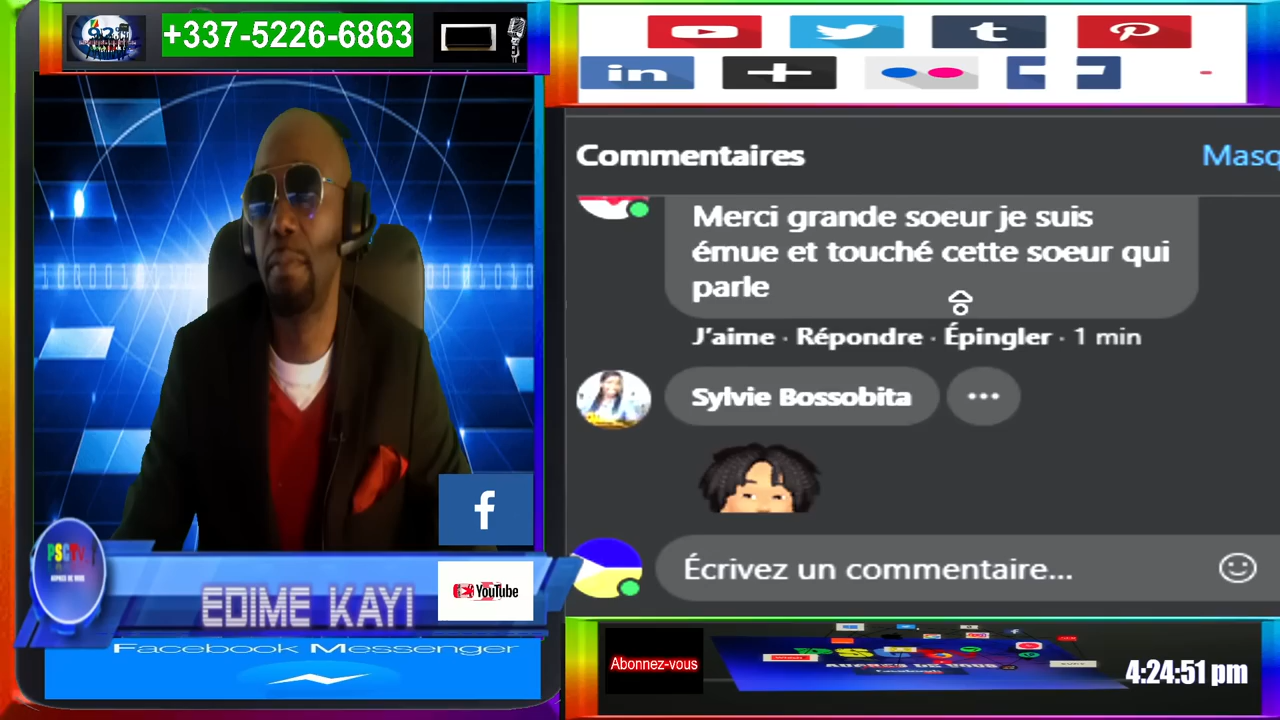 +337-5226-6863
in
t
Commentaires
Masq
Merci grande soeur je suis
émue et touché cette soeur qui
parle
J'aime · Répondre · Épingler · 1 min
Sylvie Bossobita
Écrivez un commentaire...
f
PSCTV
EDIME KAYI
YouTube
Facebook Messenger
Abonnez-vous
4:24:51 pm